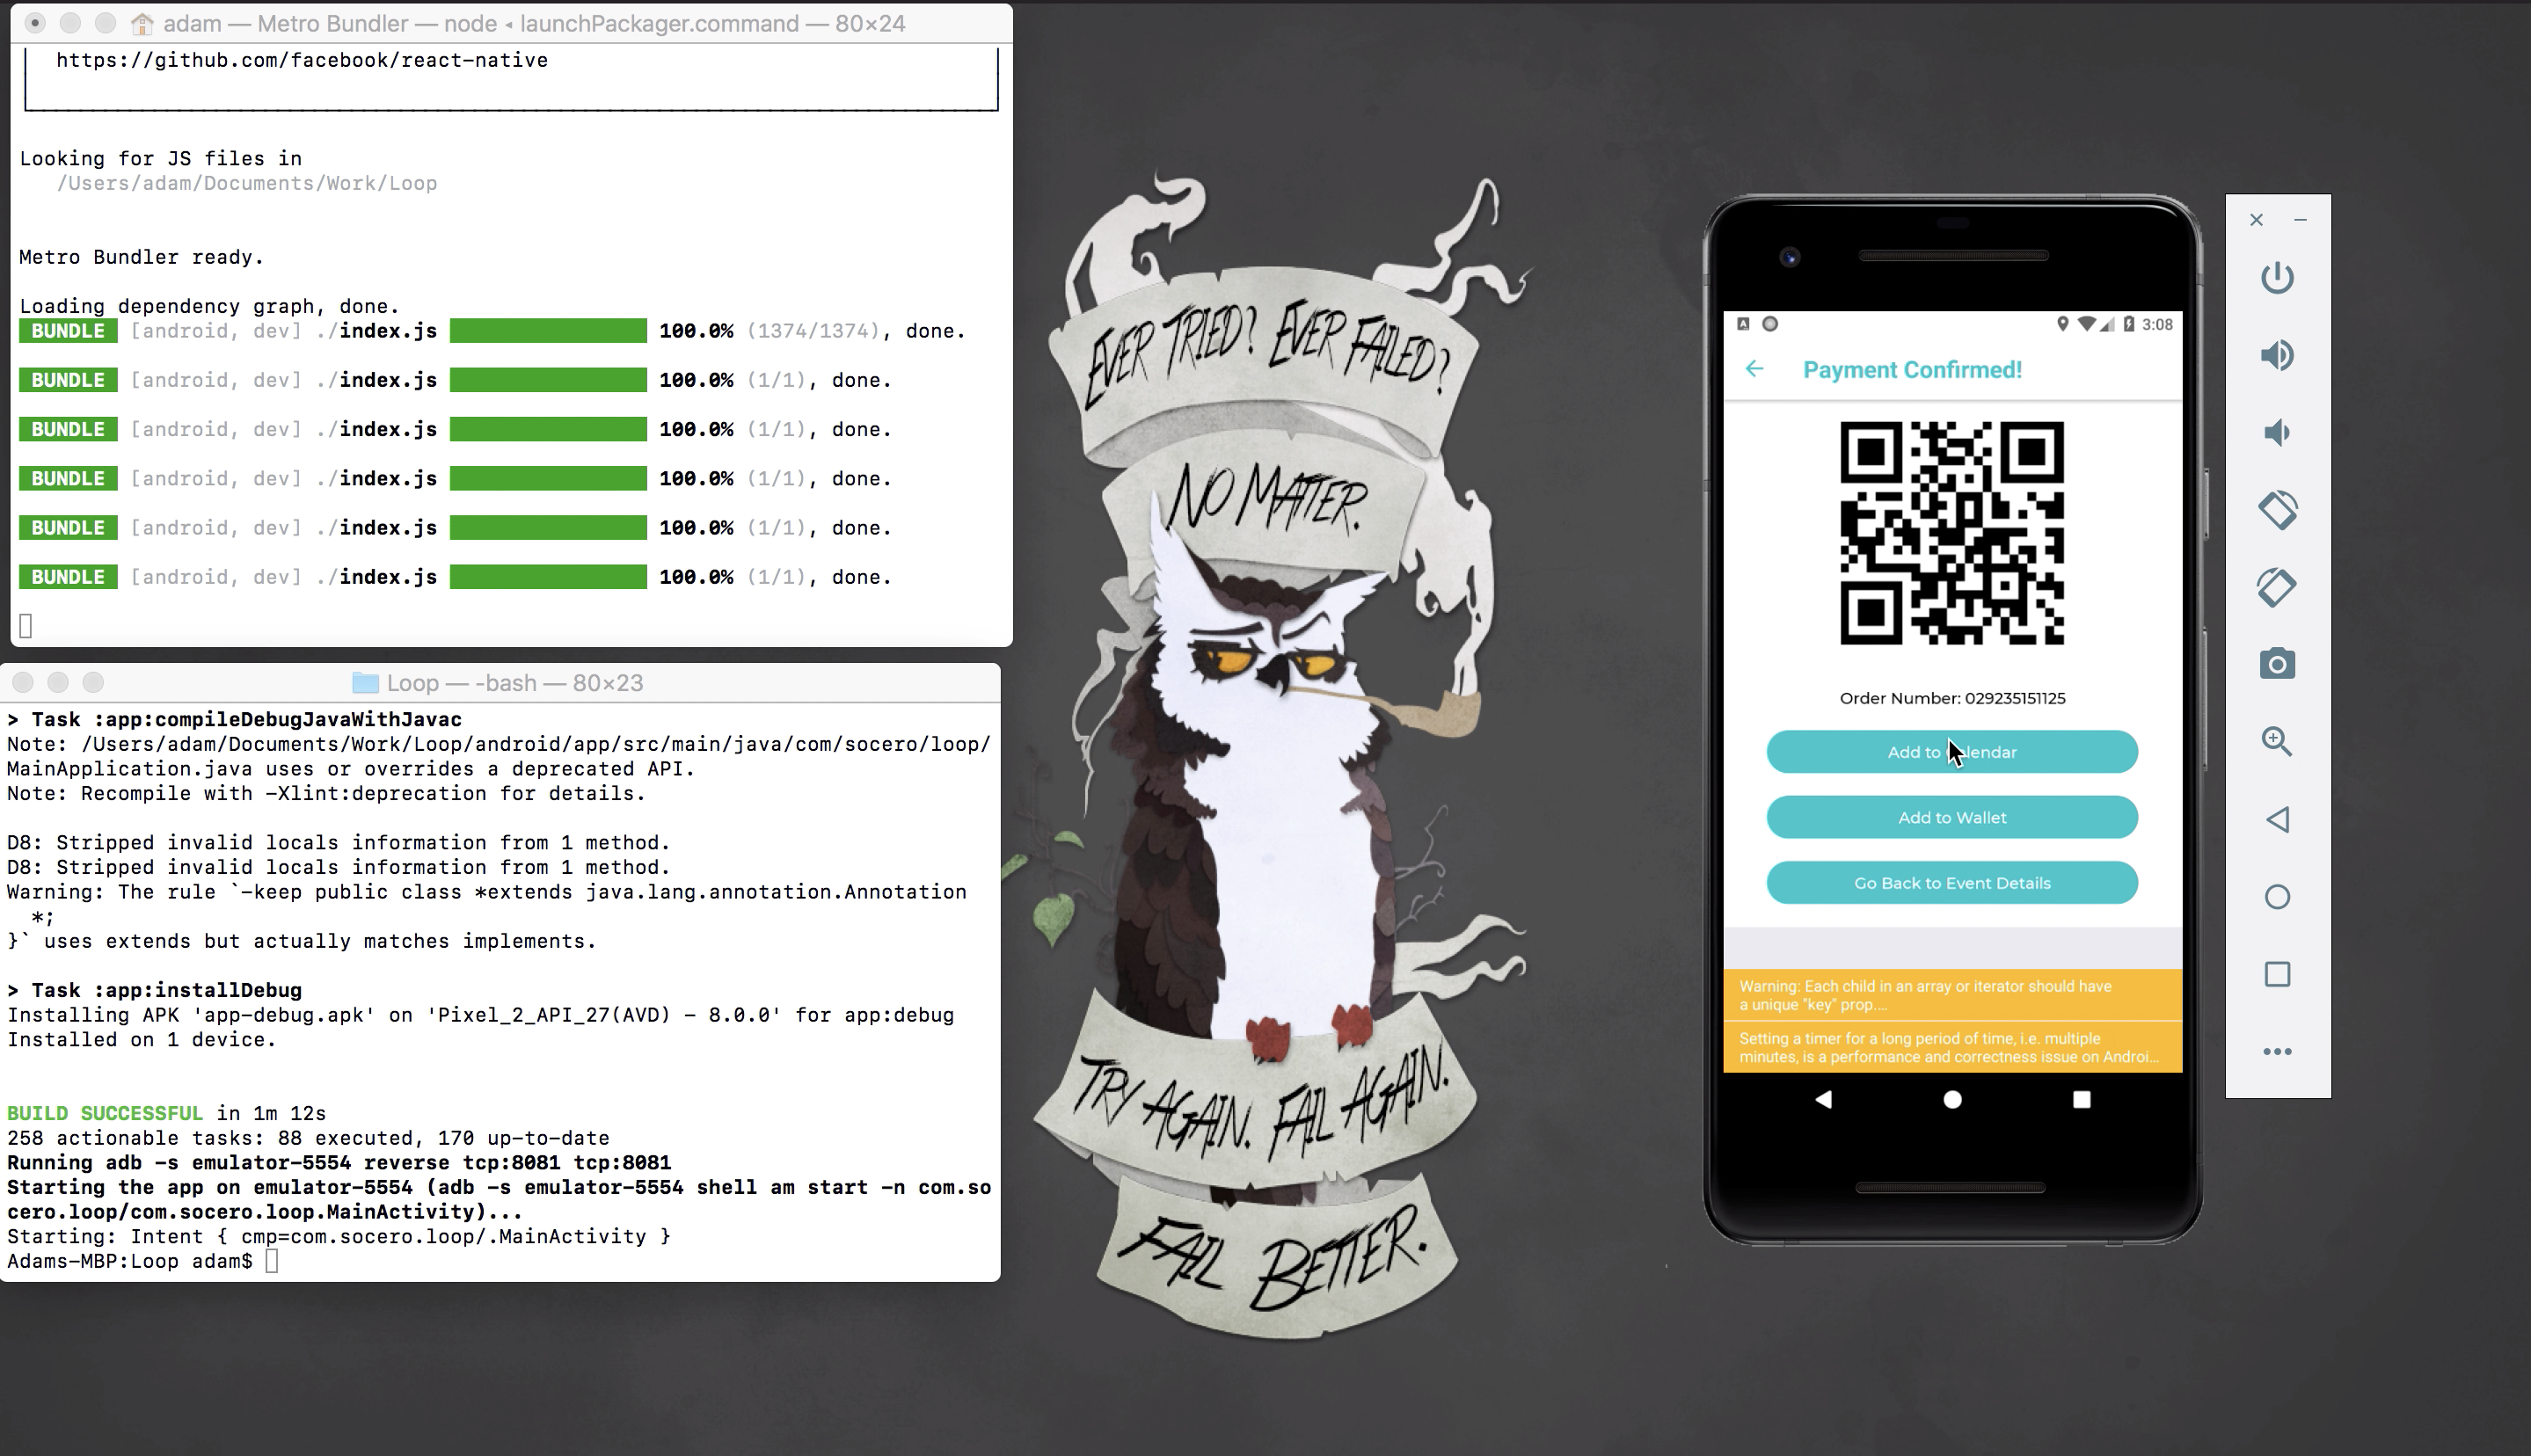 adam — Metro Bundler — node ◂ launchPackager.command — 80×24
https://github.com/facebook/react-native
Looking for JS files in
/Users/adam/Documents/Work/Loop
Metro Bundler ready.
Loading dependency graph, done.
BUNDLE [android, dev] ./index.js 100.0% (1374/1374), done.
BUNDLE [android, dev] ./index.js 100.0% (1/1), done.
BUNDLE [android, dev] ./index.js 100.0% (1/1), done.
BUNDLE [android, dev] ./index.js 100.0% (1/1), done.
BUNDLE [android, dev] ./index.js 100.0% (1/1), done.
BUNDLE [android, dev] ./index.js 100.0% (1/1), done.
Loop — -bash — 80×23
> Task :app:compileDebugJavaWithJavac
Note: /Users/adam/Documents/Work/Loop/android/app/src/main/java/com/socero/loop/
MainApplication.java uses or overrides a deprecated API.
Note: Recompile with -Xlint:deprecation for details.
D8: Stripped invalid locals information from 1 method.
D8: Stripped invalid locals information from 1 method.
Warning: The rule `-keep public class *extends java.lang.annotation.Annotation
*;
}` uses extends but actually matches implements.
> Task :app:installDebug
Installing APK 'app-debug.apk' on 'Pixel_2_API_27(AVD) - 8.0.0' for app:debug
Installed on 1 device.
BUILD SUCCESSFUL in 1m 12s
258 actionable tasks: 88 executed, 170 up-to-date
Running adb -s emulator-5554 reverse tcp:8081 tcp:8081
Starting the app on emulator-5554 (adb -s emulator-5554 shell am start -n com.so
cero.loop/com.socero.loop.MainActivity)...
Starting: Intent { cmp=com.socero.loop/.MainActivity }
Adams-MBP:Loop adam$
EVER TRIED? EVER FAILED?
NO MATTER.
TRY AGAIN. FAIL AGAIN.
FAIL BETTER.
3:08
Payment Confirmed!
Order Number: 029235151125
Add to lendar
Add to Wallet
Go Back to Event Details
Warning: Each child in an array or iterator should have
a unique "key" prop....
Setting a timer for a long period of time, i.e. multiple
minutes, is a performance and correctness issue on Androi...